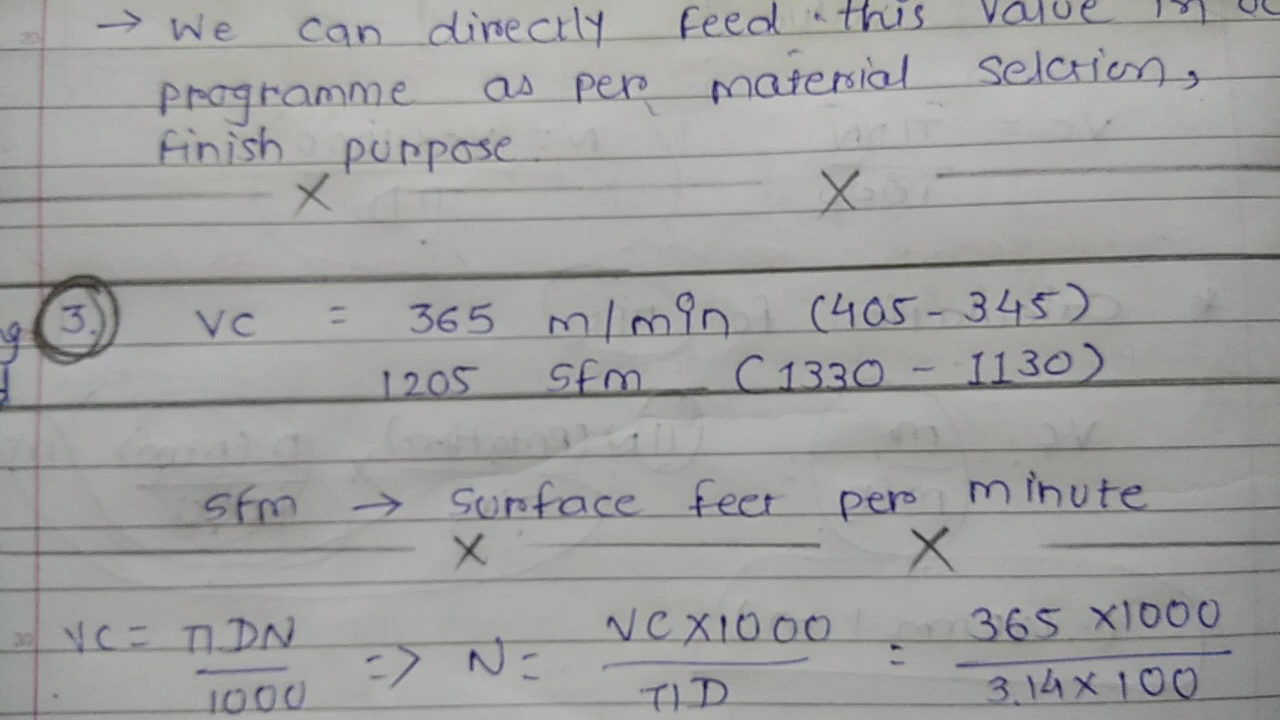 → We can directly feed this value in
programme as per material selction,
finish purpose.
X X
3. VC = 365 m/min (405-345)
1205 Sfm (1330 - 1130)
Sfm → Surface feet per minute
X X
30 VC = πDN/1000 => N = VC×1000/πD = 365 ×1000/3.14×100